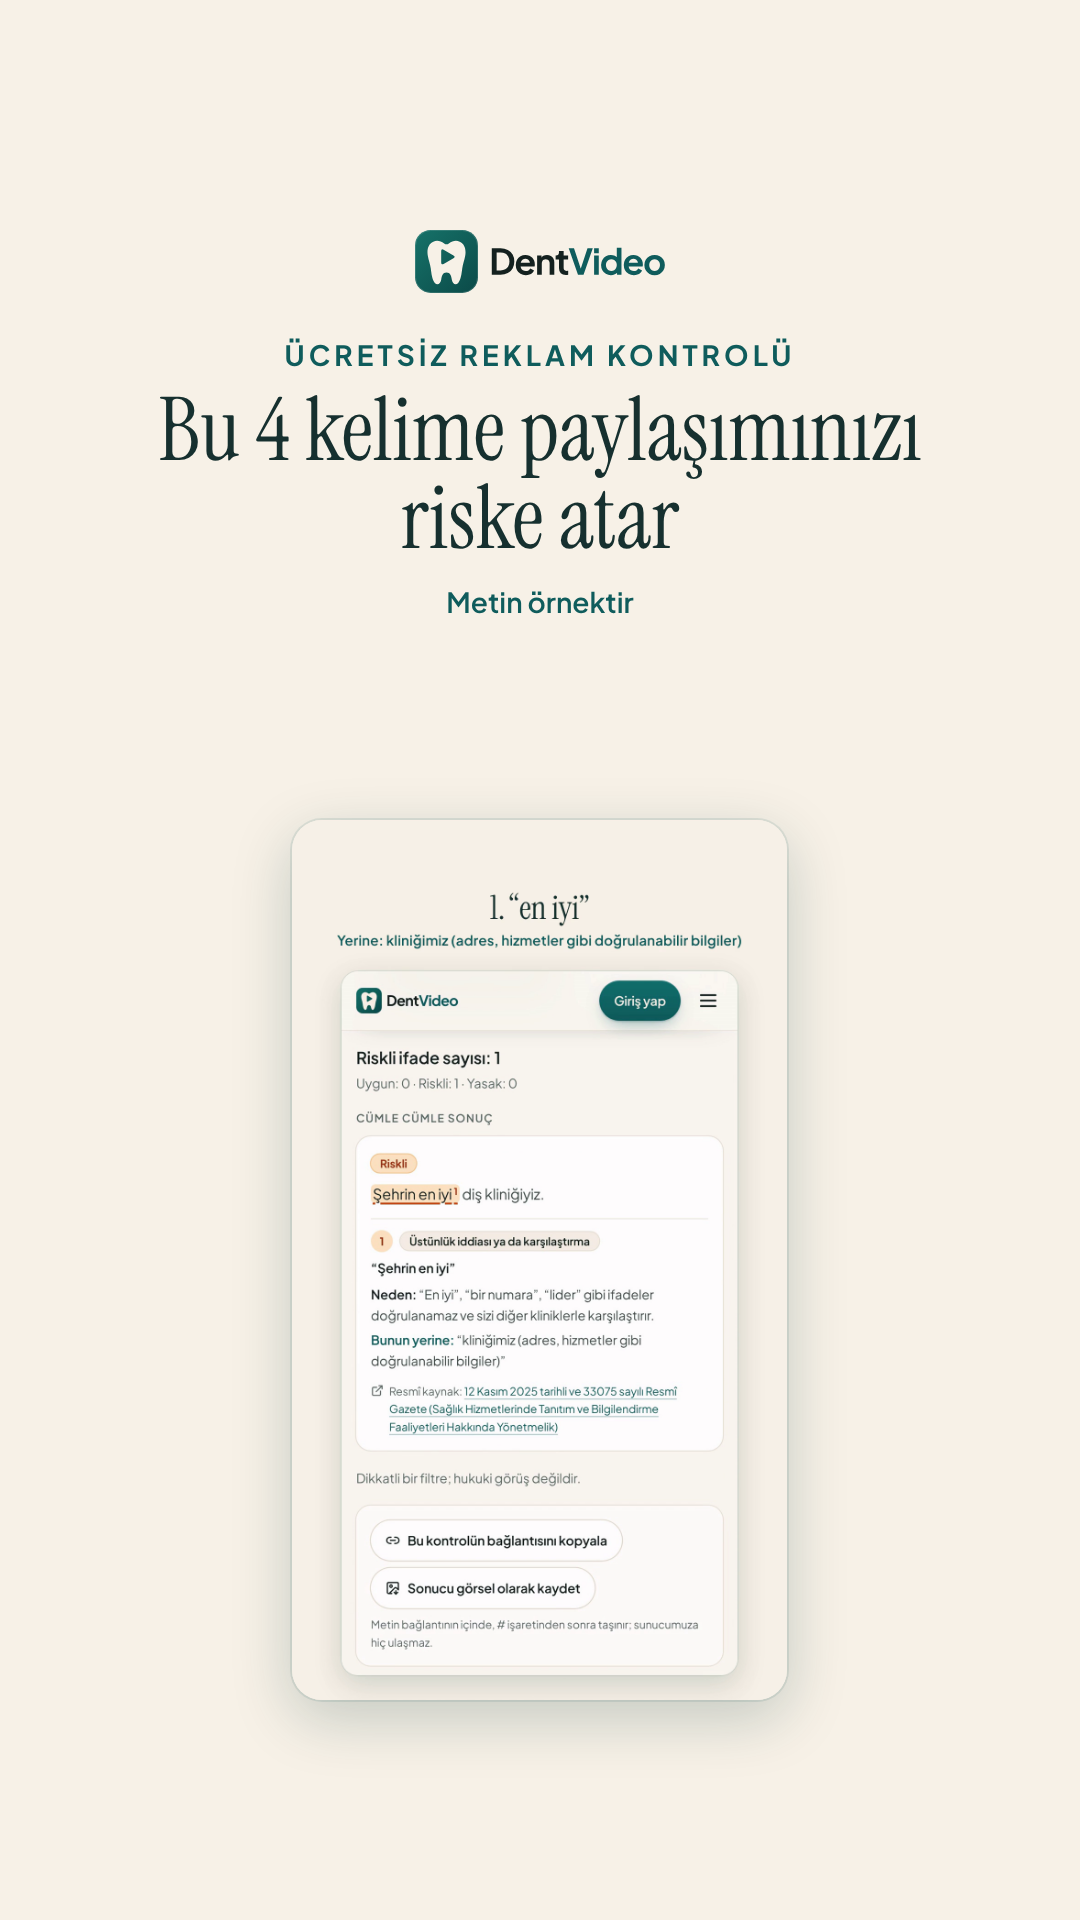 DentVideo
ÜCRETSİZ REKLAM KONTROLÜ
Bu 4 kelime paylaşımınızı
riske atar
Metin örnektir
1. “en iyi”
Yerine: kliniğimiz (adres, hizmetler gibi doğrulanabilir bilgiler)
DentVideo
Giriş yap
Riskli ifade sayısı: 1
Uygun: 0 · Riskli: 1 · Yasak: 0
CÜMLE CÜMLE SONUÇ
Riskli
Şehrin en iyi¹ diş kliniğiyiz.
1 Üstünlük iddiası ya da karşılaştırma
“Şehrin en iyi”
Neden: “En iyi”, “bir numara”, “lider” gibi ifadeler
doğrulanamaz ve sizi diğer kliniklerle karşılaştırır.
Bunun yerine: “kliniğimiz (adres, hizmetler gibi
doğrulanabilir bilgiler)”
Resmî kaynak: 12 Kasım 2025 tarihli ve 33075 sayılı Resmî
Gazete (Sağlık Hizmetlerinde Tanıtım ve Bilgilendirme
Faaliyetleri Hakkında Yönetmelik)
Dikkatli bir filtre; hukuki görüş değildir.
Bu kontrolün bağlantısını kopyala
Sonucu görsel olarak kaydet
Metin bağlantının içinde, # işaretinden sonra taşınır; sunucumuza
hiç ulaşmaz.